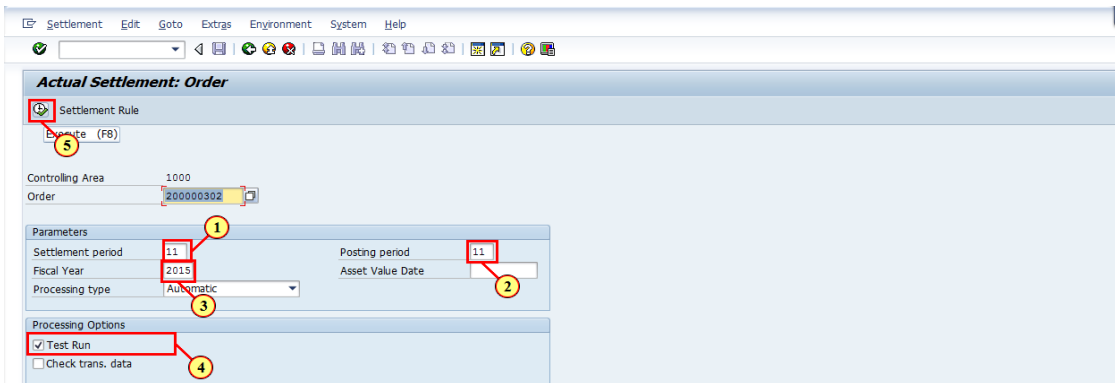 Settlement Edit Goto Extras Environment System Help
Actual Settlement: Order
Settlement Rule
Execute (F8)
5
Controlling Area 1000
Order 200000302
1
Parameters
Settlement period 11 Posting period 11
Fiscal Year 2015 Asset Value Date
2
Processing type Automatic
3
Processing Options
Test Run
Check trans. data
4